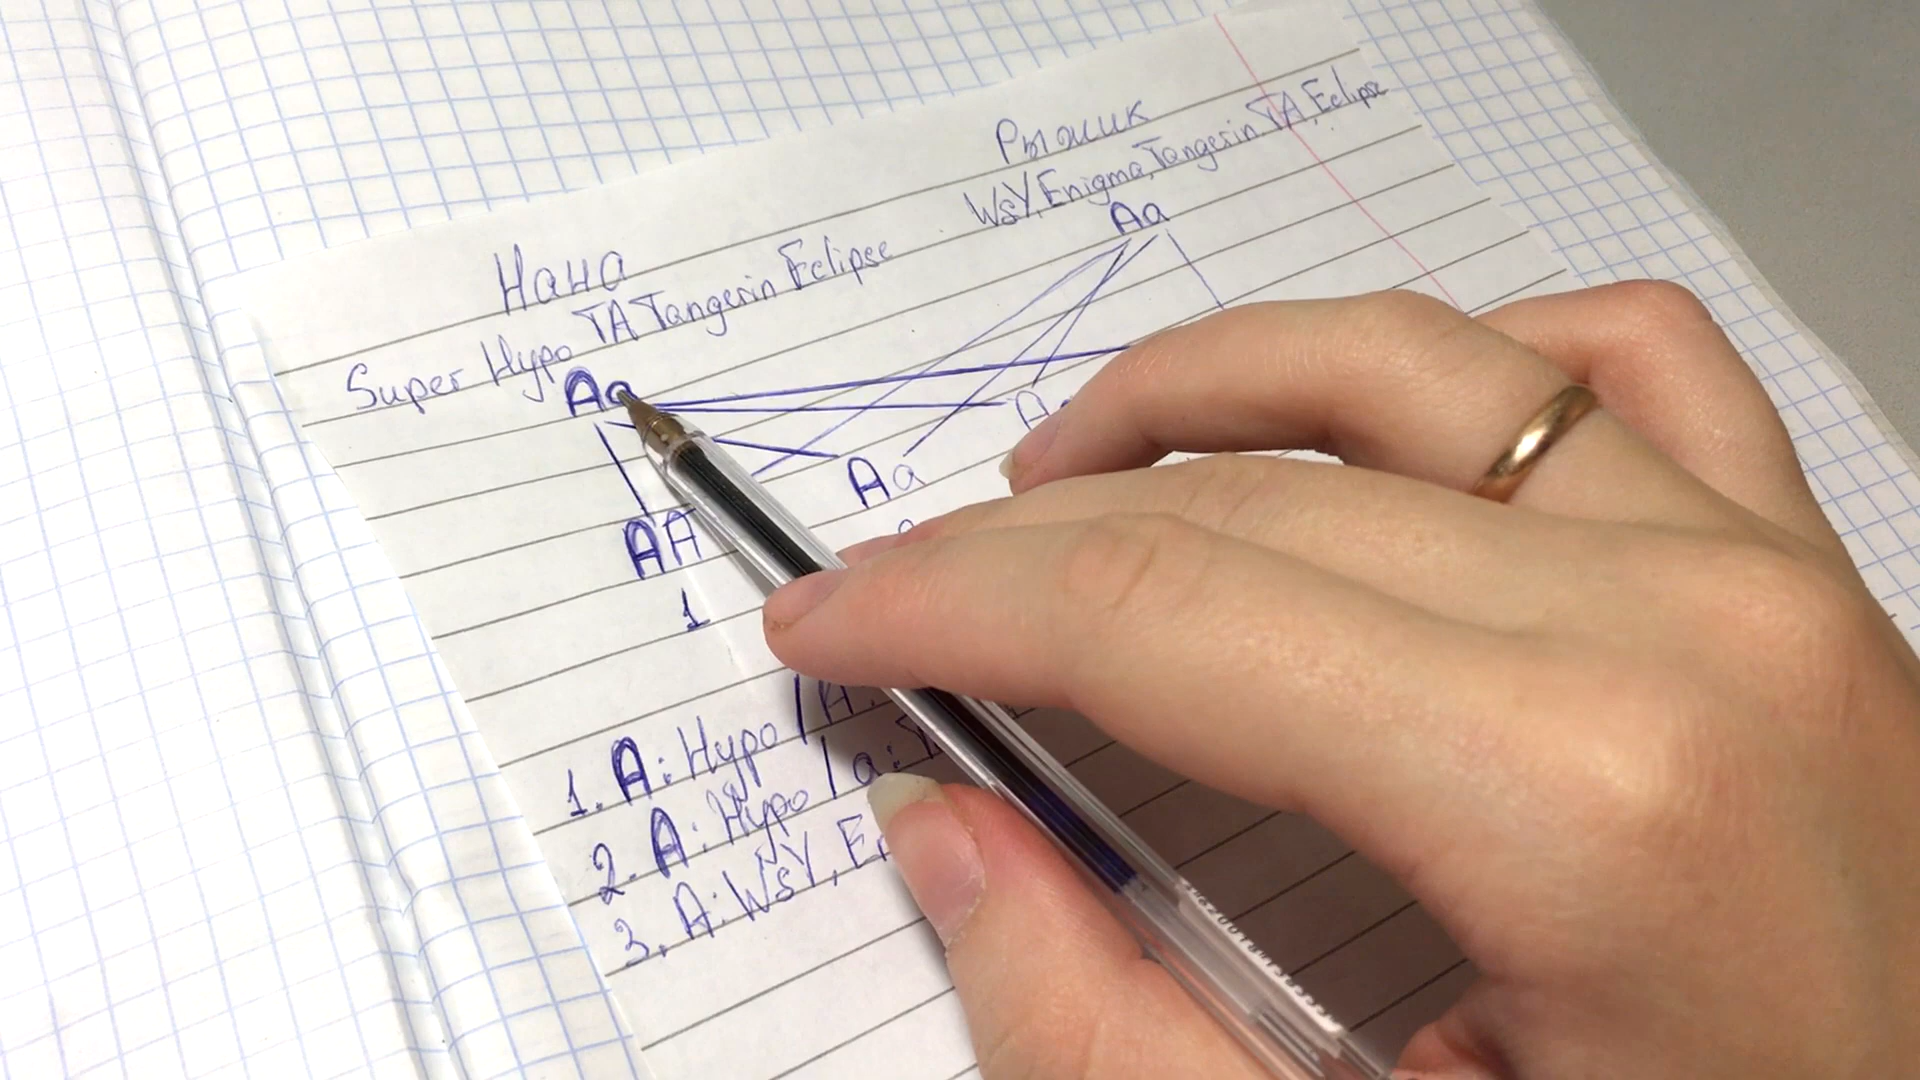 Рыжик
WsY, Enigma, Tangerin, TA, Eclipse
Aa
Нана
Super Hypo TA Tangerin Eclipse
Aa
AA
Aa
1
1. A: Hypo / A:
2. A: Hypo / a:
3. A: WsY,